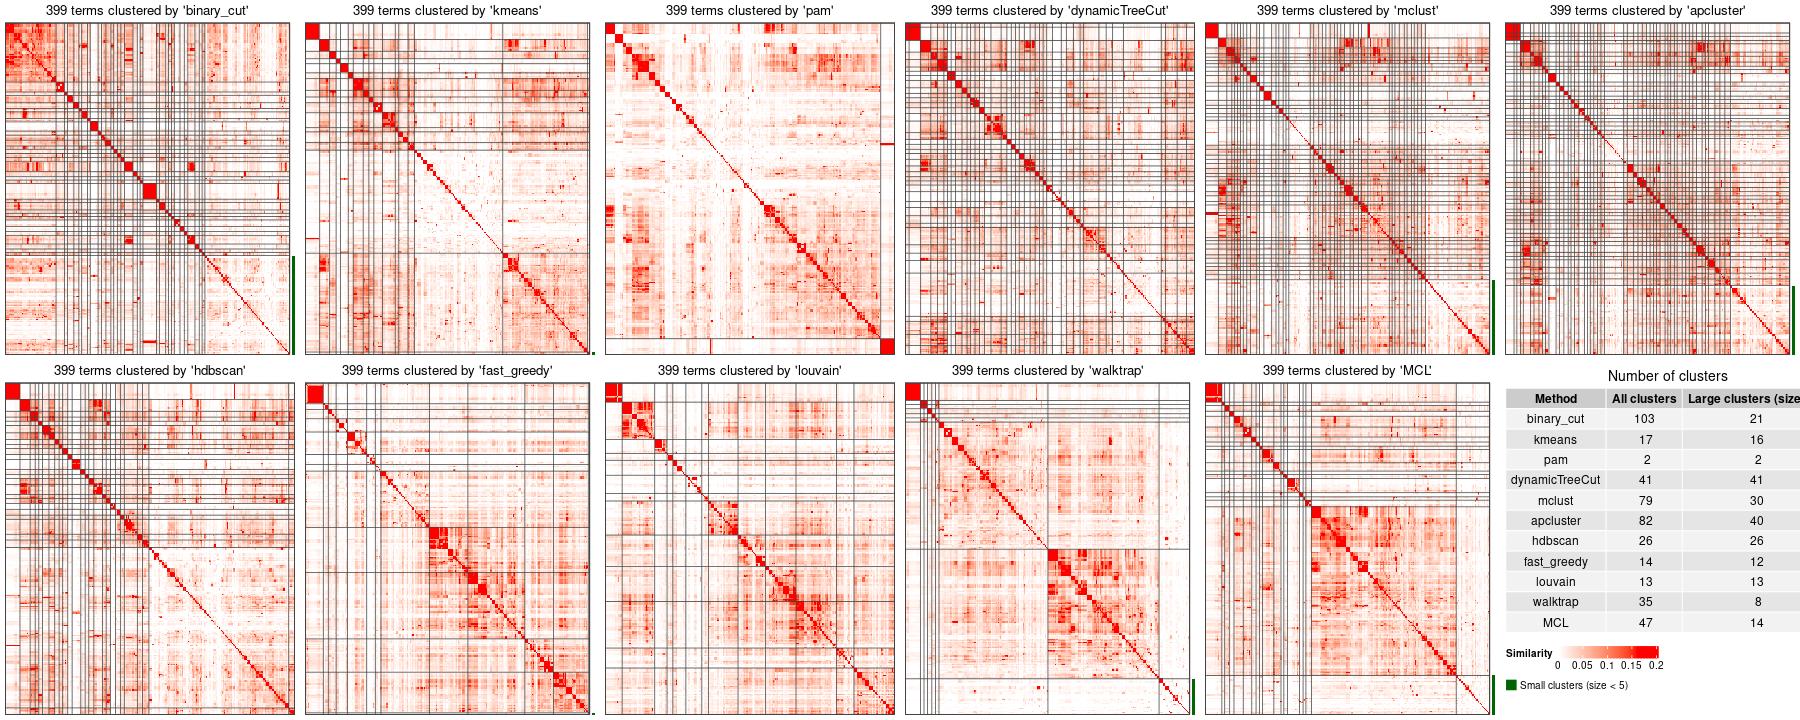 399 terms clustered by 'binary_cut'
399 terms clustered by 'kmeans'
399 terms clustered by 'pam'
399 terms clustered by 'dynamicTreeCut'
399 terms clustered by 'mclust'
399 terms clustered by 'apcluster'
399 terms clustered by 'hdbscan'
399 terms clustered by 'fast_greedy'
399 terms clustered by 'louvain'
399 terms clustered by 'walktrap'
399 terms clustered by 'MCL'
Number of clusters
Method All clusters Large clusters (size
binary_cut 103 21
kmeans 17 16
pam 2 2
dynamicTreeCut 41 41
mclust 79 30
apcluster 82 40
hdbscan 26 26
fast_greedy 14 12
louvain 13 13
walktrap 35 8
MCL 47 14
Similarity
0 0.05 0.1 0.15 0.2
Small clusters (size < 5)